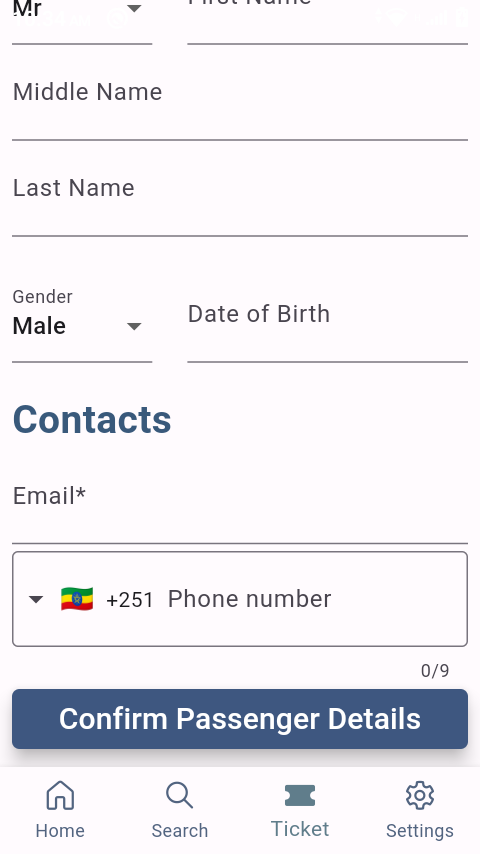 Mr
First Name
Middle Name
Last Name
Gender
Male
Date of Birth
Contacts
Email*
+251 Phone number
0/9
Confirm Passenger Details
Home Search Ticket Settings